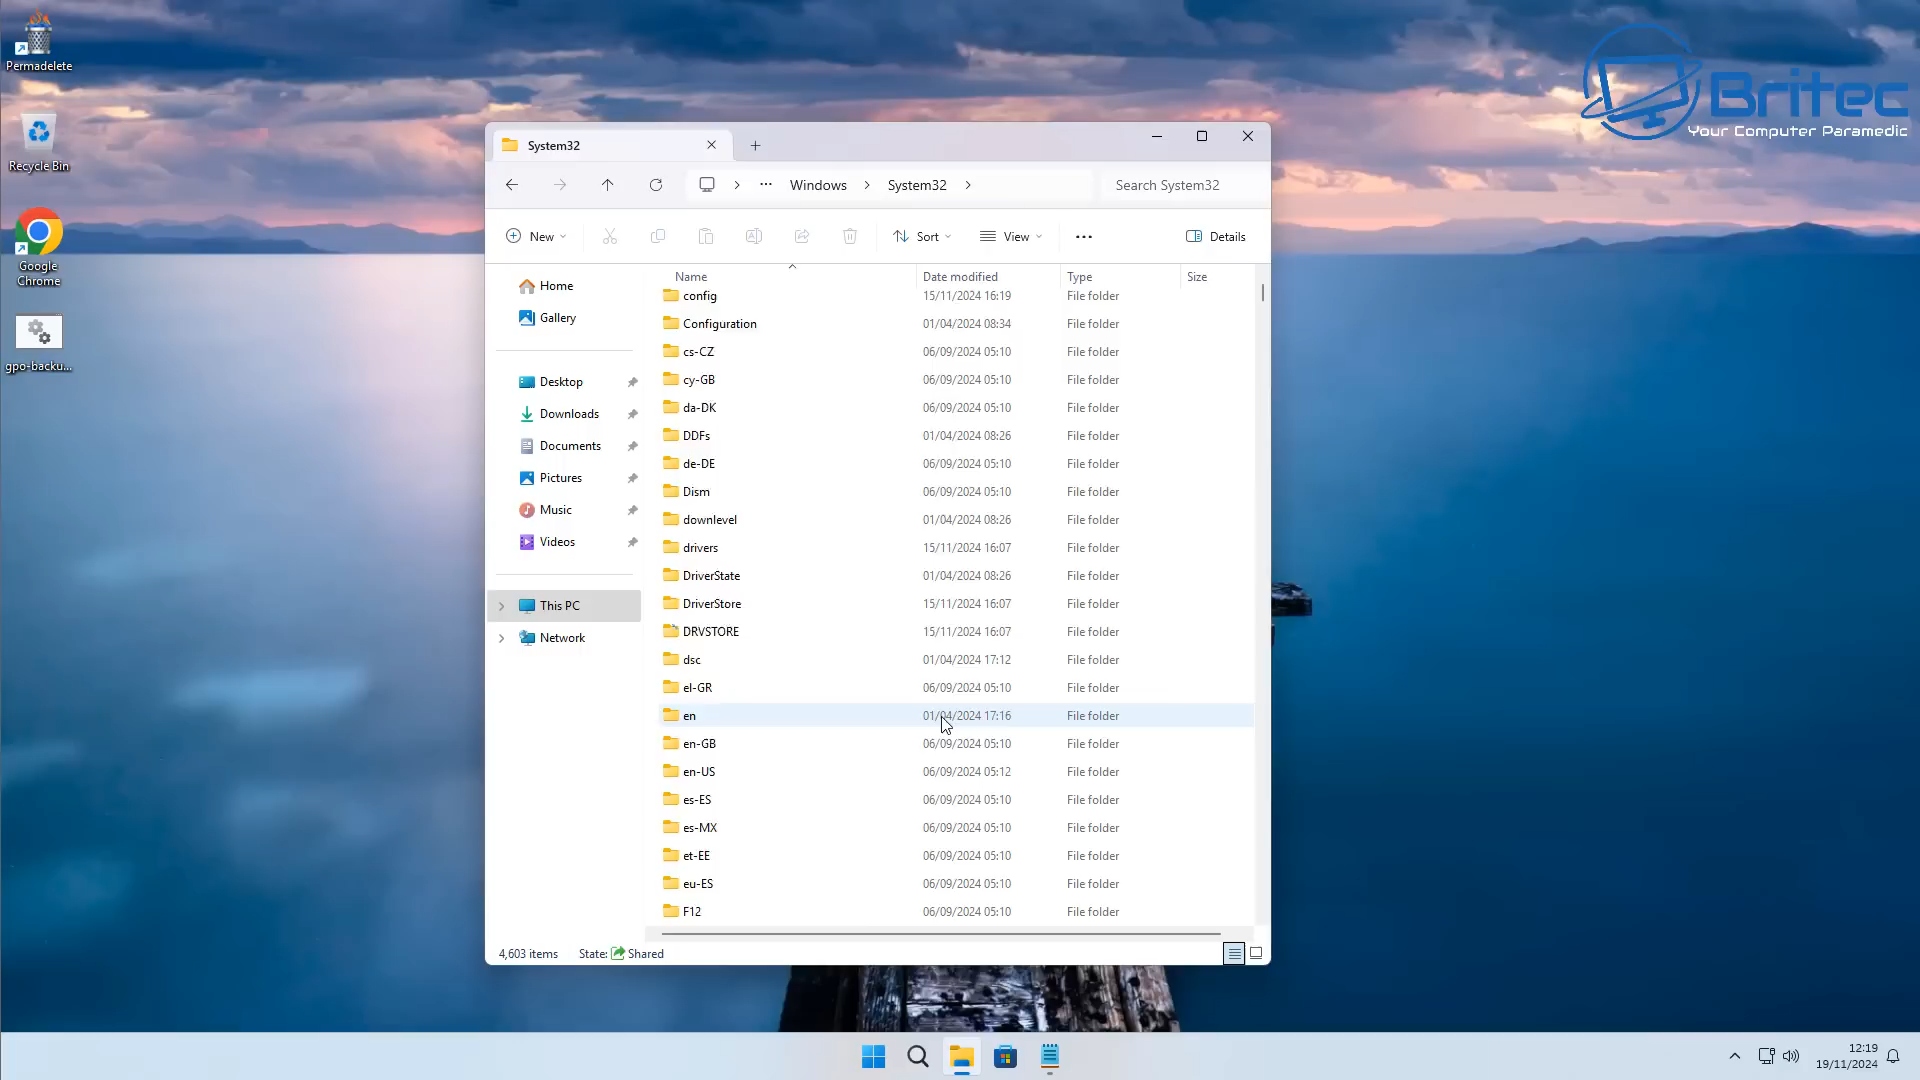 Permadelete
Recycle Bin
Google
Chrome
gpo-backu...
Britec
Your Computer Paramedic
System32
Windows
System32
Search System32
New
Sort
View
Details
Home
Gallery
Desktop
Downloads
Documents
Pictures
Music
Videos
This PC
Network
Name Date modified Type Size
config 15/11/2024 16:19 File folder
Configuration 01/04/2024 08:34 File folder
cs-CZ 06/09/2024 05:10 File folder
cy-GB 06/09/2024 05:10 File folder
da-DK 06/09/2024 05:10 File folder
DDFs 01/04/2024 08:26 File folder
de-DE 06/09/2024 05:10 File folder
Dism 06/09/2024 05:10 File folder
downlevel 01/04/2024 08:26 File folder
drivers 15/11/2024 16:07 File folder
DriverState 01/04/2024 08:26 File folder
DriverStore 15/11/2024 16:07 File folder
DRVSTORE 15/11/2024 16:07 File folder
dsc 01/04/2024 17:12 File folder
el-GR 06/09/2024 05:10 File folder
en 01/04/2024 17:16 File folder
en-GB 06/09/2024 05:10 File folder
en-US 06/09/2024 05:12 File folder
es-ES 06/09/2024 05:10 File folder
es-MX 06/09/2024 05:10 File folder
et-EE 06/09/2024 05:10 File folder
eu-ES 06/09/2024 05:10 File folder
F12 06/09/2024 05:10 File folder
4,603 items State: Shared
12:19
19/11/2024